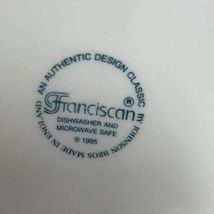 AN AUTHENTIC DESIGN CLASSIC BY JOHNSON BROS MADE IN ENGLAND
Franciscan®
DISHWASHER AND
MICROWAVE SAFE
© 1995